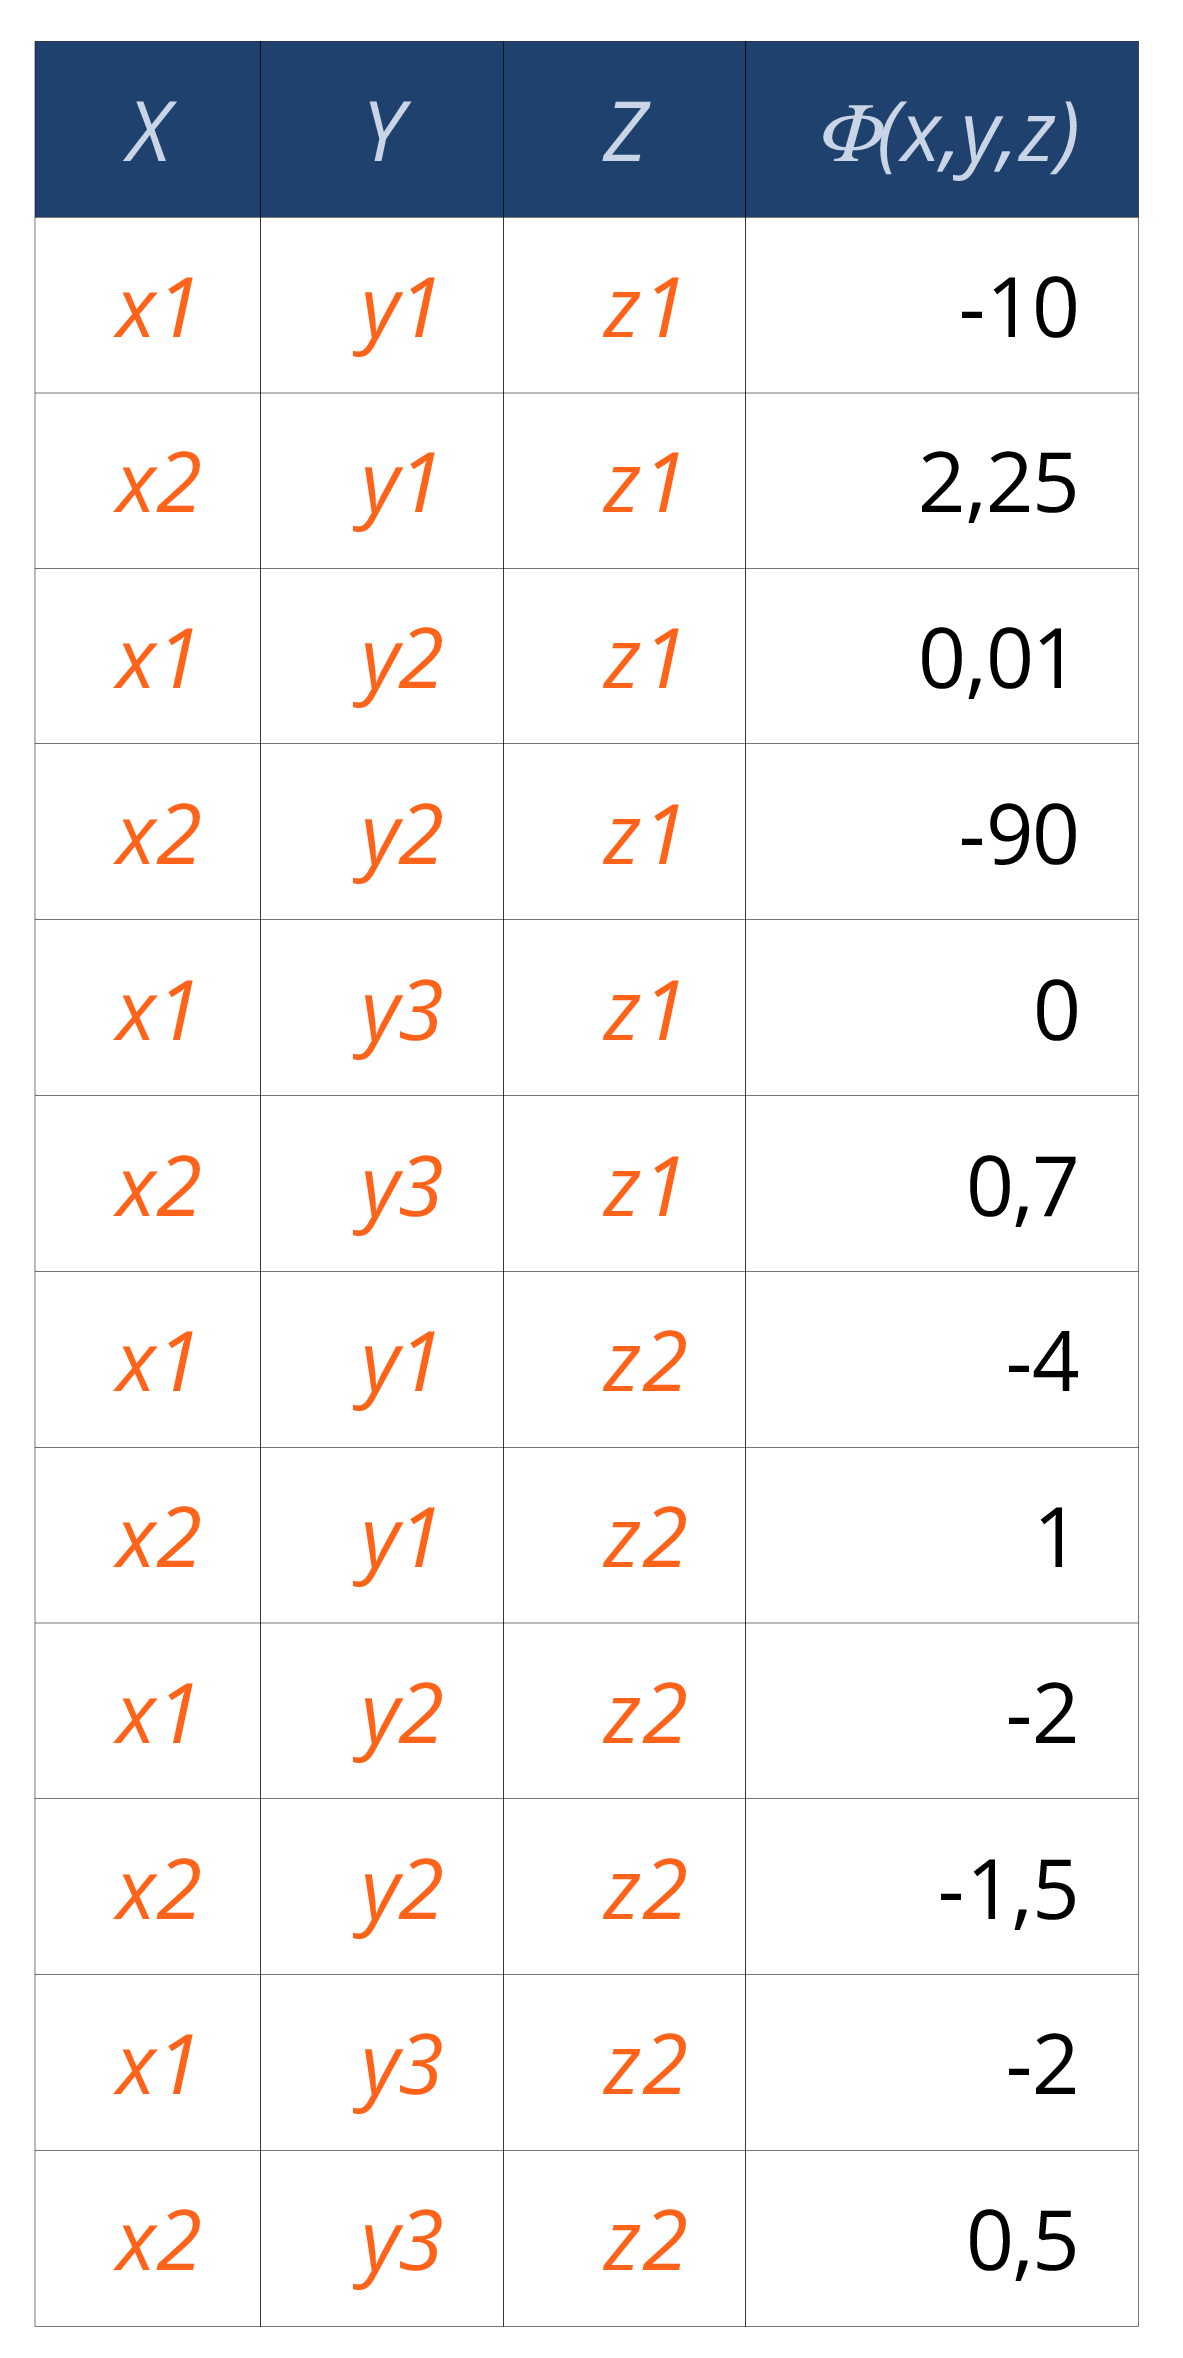 X Y Z Φ(x,y,z)
x1 y1 z1 -10
x2 y1 z1 2,25
x1 y2 z1 0,01
x2 y2 z1 -90
x1 y3 z1 0
x2 y3 z1 0,7
x1 y1 z2 -4
x2 y1 z2 1
x1 y2 z2 -2
x2 y2 z2 -1,5
x1 y3 z2 -2
x2 y3 z2 0,5